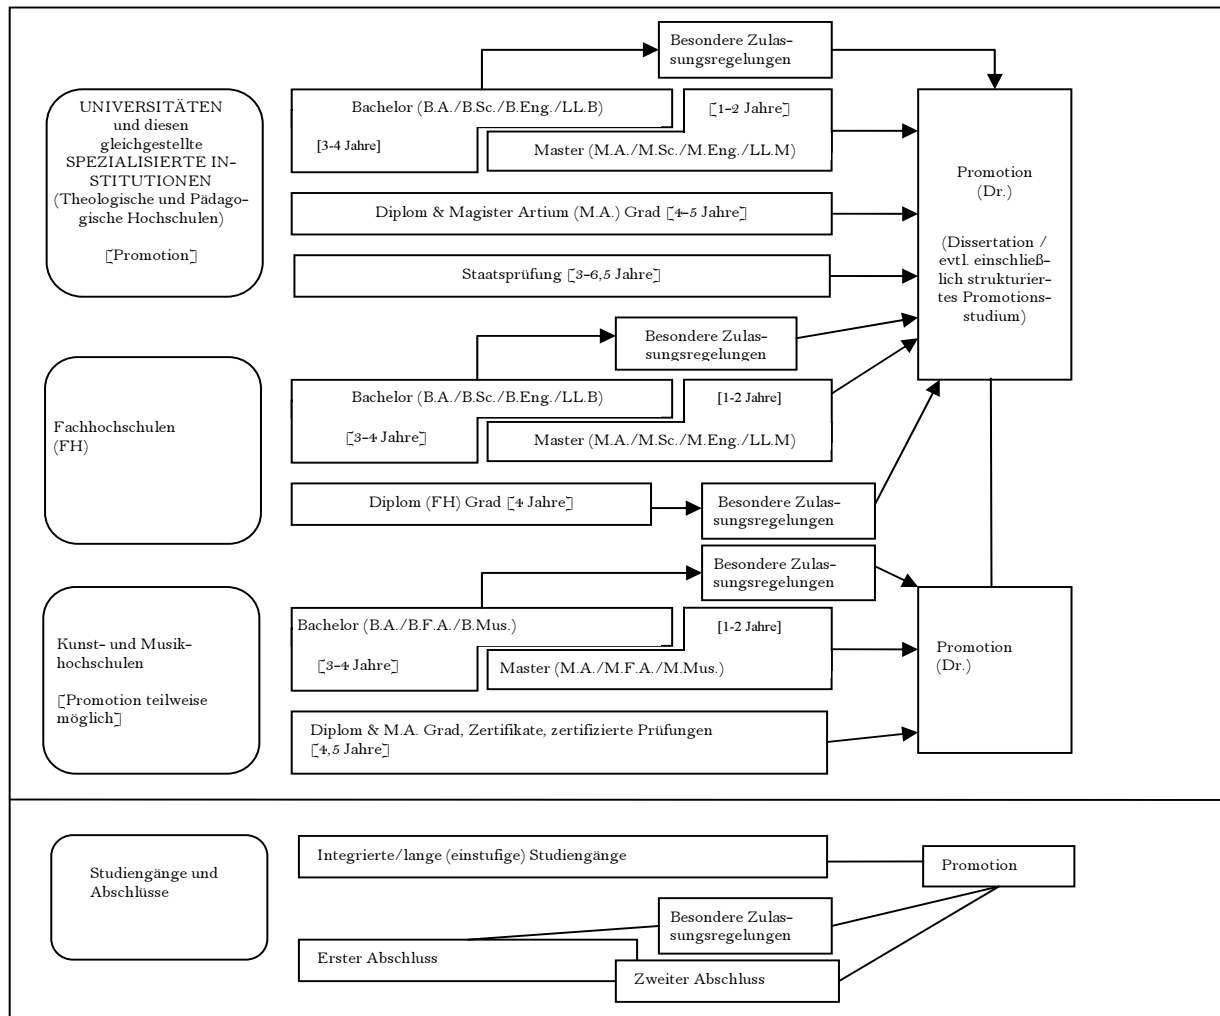 Besondere Zulas-
sungsregelungen
UNIVERSITÄTEN
und diesen
gleichgestellte
SPEZIALISIERTE IN-
STITUTIONEN
(Theologische und Pädago-
gische Hochschulen)
[Promotion]
Bachelor (B.A./B.Sc./B.Eng./LL.B)
[3-4 Jahre]
[1-2 Jahre]
Master (M.A./M.Sc./M.Eng./LL.M)
Diplom & Magister Artium (M.A.) Grad [4-5 Jahre]
Staatsprüfung [3-6,5 Jahre]
Promotion
(Dr.)
(Dissertation /
evtl. einschließ-
lich strukturier-
tes Promotions-
studium)
Besondere Zulas-
sungsregelungen
Fachhochschulen
(FH)
Bachelor (B.A./B.Sc./B.Eng./LL.B)
[3-4 Jahre]
[1-2 Jahre]
Master (M.A./M.Sc./M.Eng./LL.M)
Diplom (FH) Grad [4 Jahre]
Besondere Zulas-
sungsregelungen
Besondere Zulas-
sungsregelungen
Kunst- und Musik-
hochschulen
[Promotion teilweise
möglich]
Bachelor (B.A./B.F.A./B.Mus.)
[3-4 Jahre]
[1-2 Jahre]
Master (M.A./M.F.A./M.Mus.)
Diplom & M.A. Grad, Zertifikate, zertifizierte Prüfungen
[4,5 Jahre]
Promotion
(Dr.)
Studiengänge und
Abschlüsse
Integrierte/lange (einstufige) Studiengänge
Promotion
Besondere Zulas-
sungsregelungen
Erster Abschluss
Zweiter Abschluss